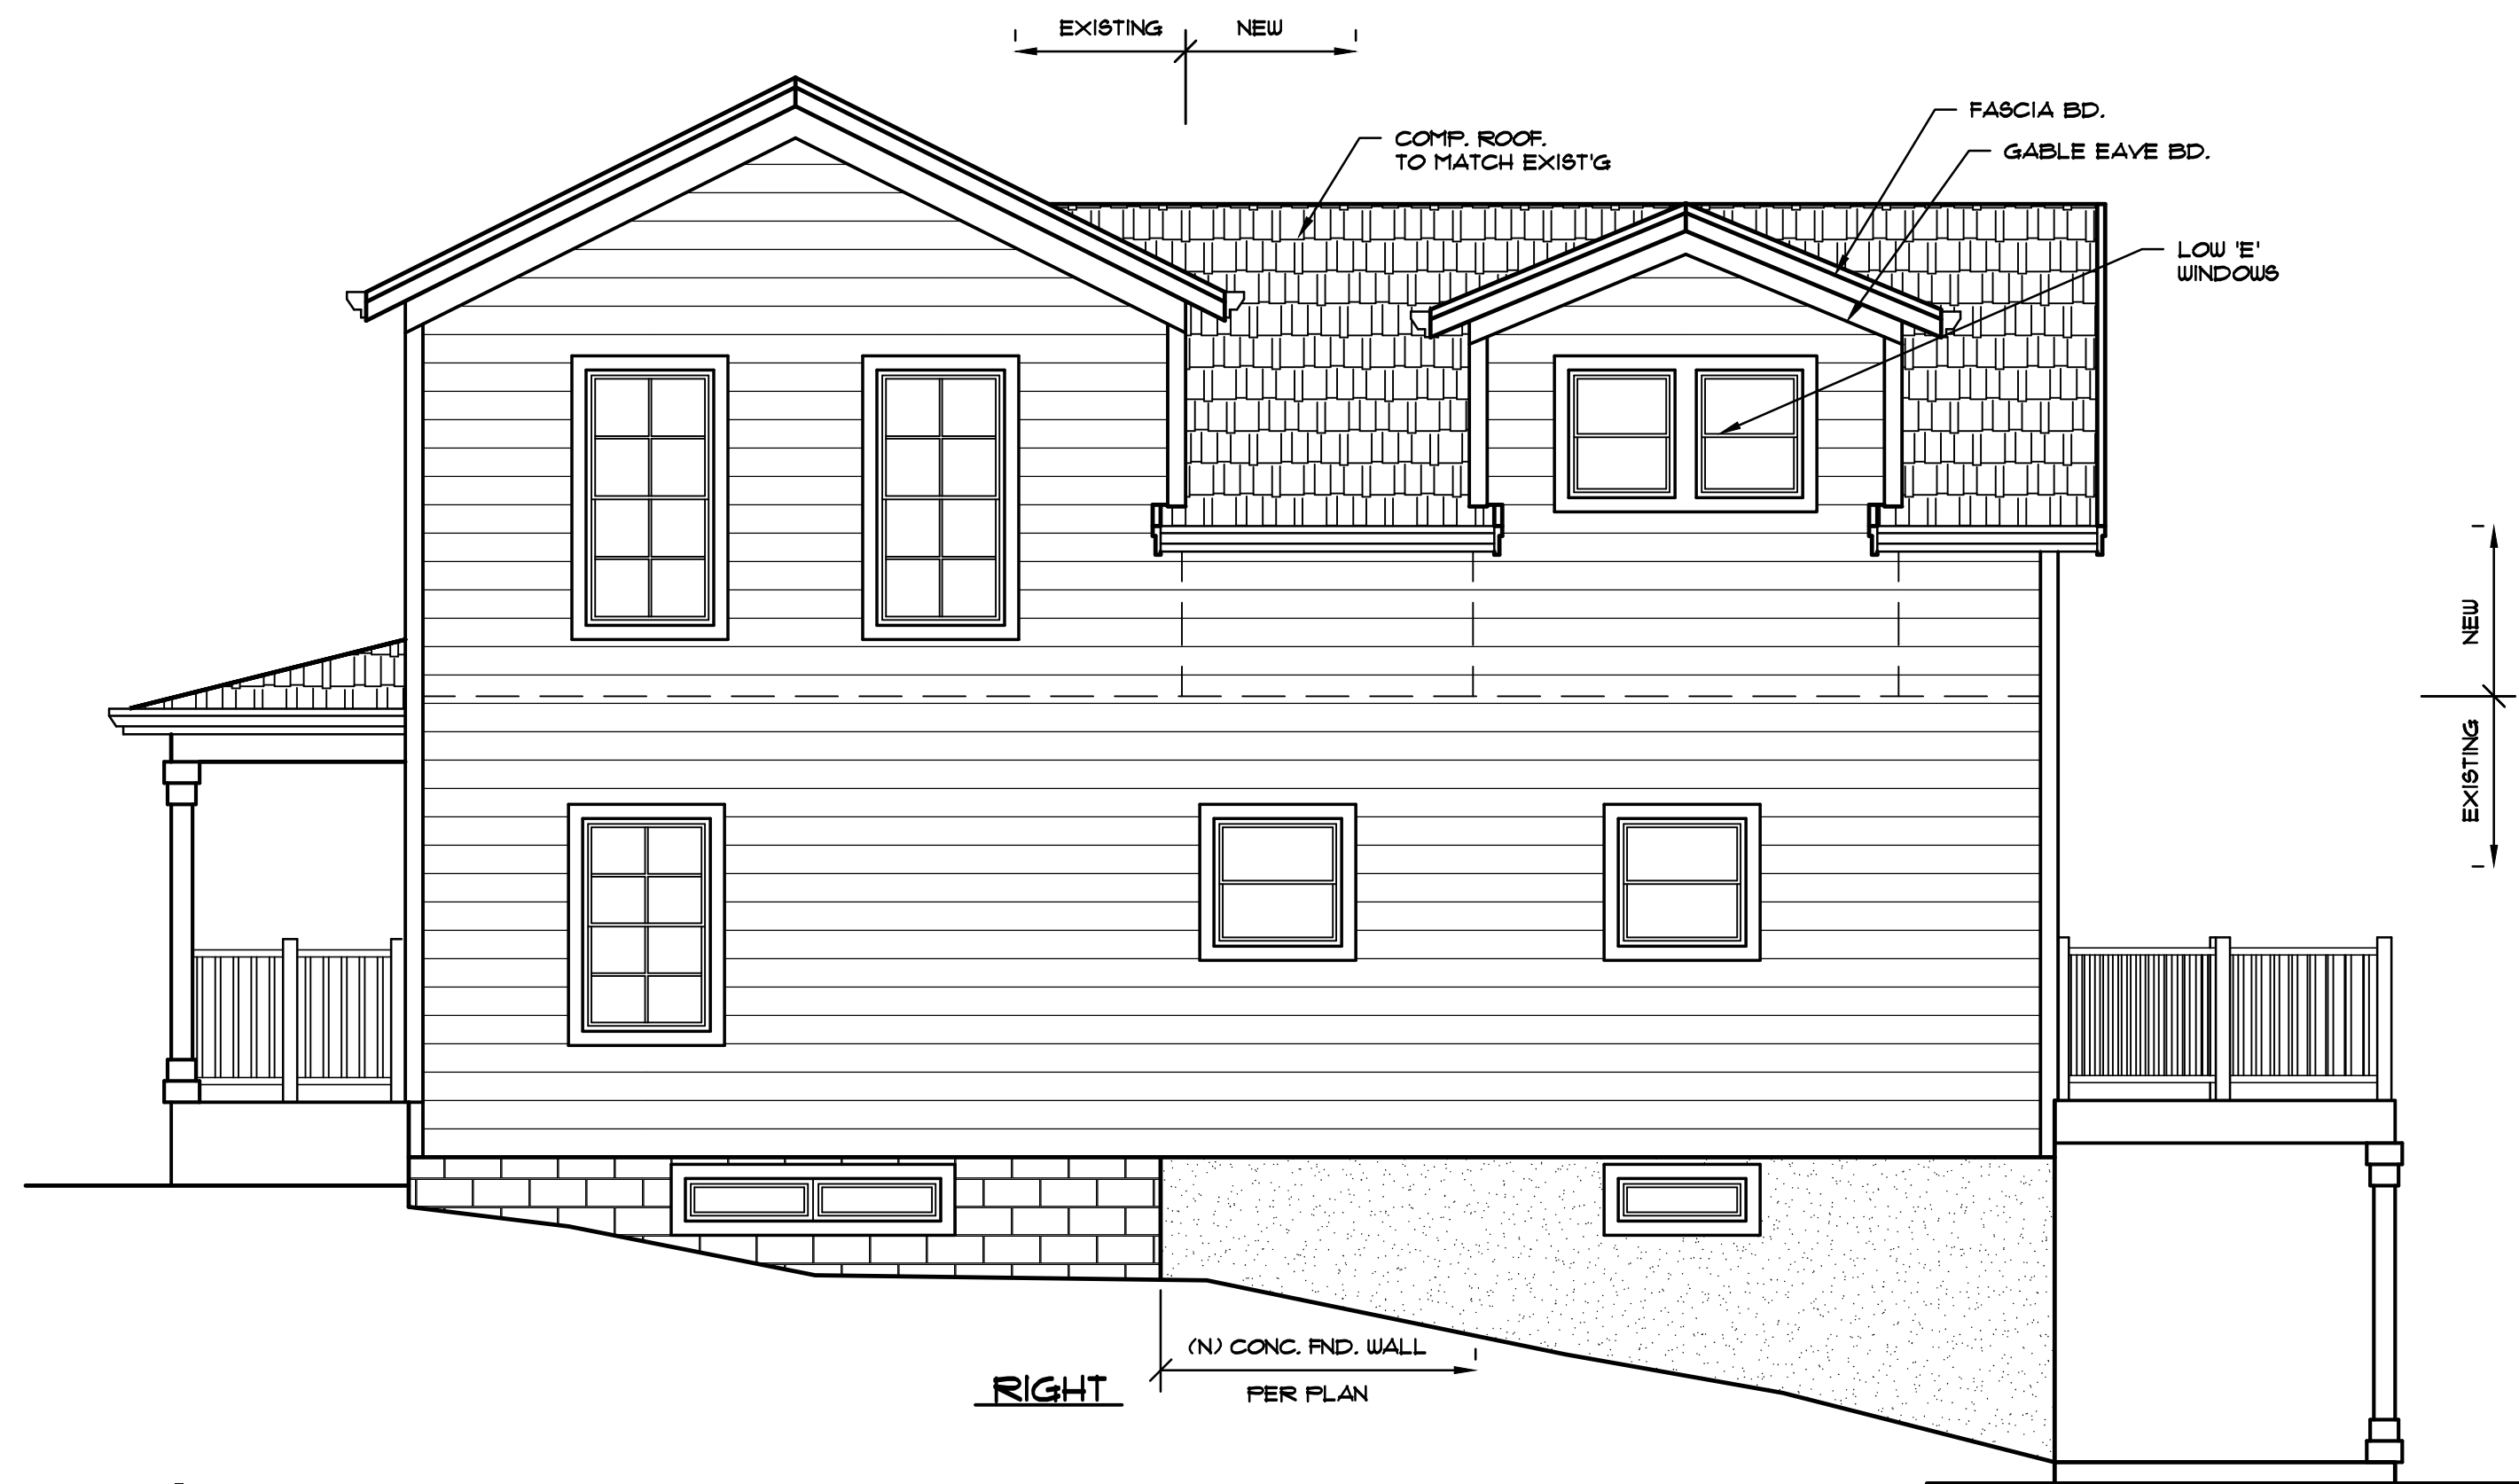 EXISTING
NEW
COMP. ROOF.
TO MATCH EXIST'G
FASCIA BD.
GABLE EAVE BD.
LOW 'E'
WINDOWS
NEW
EXISTING
(N) CONC. FND. WALL
PER PLAN
RIGHT